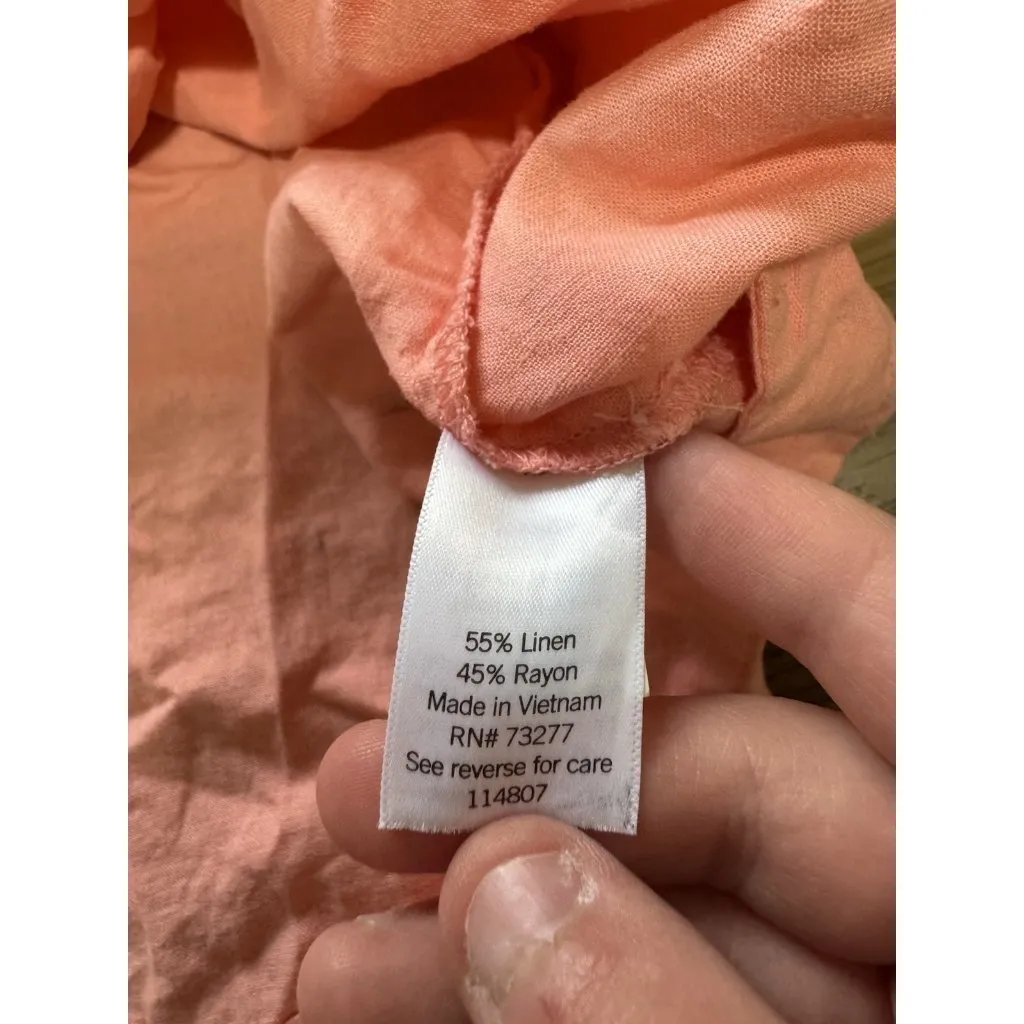 55% Linen
45% Rayon
Made in Vietnam
RN# 73277
See reverse for care
114807